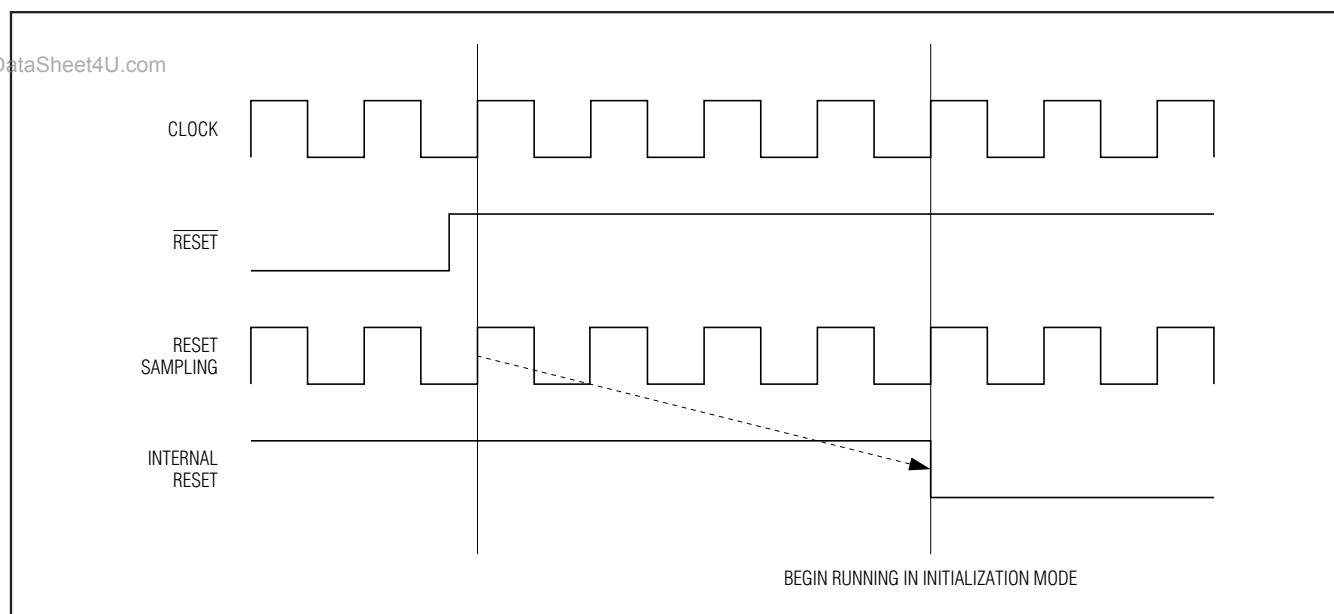 DataSheet4U.com
CLOCK
RESET
RESET
SAMPLING
INTERNAL
RESET
BEGIN RUNNING IN INITIALIZATION MODE